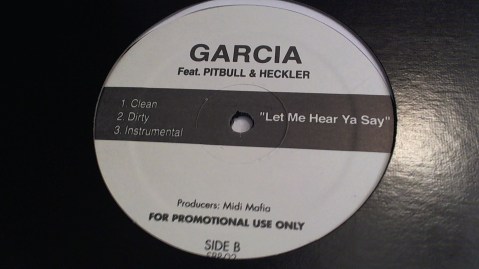 GARCIA
Feat. PITBULL & HECKLER
1. Clean
2. Dirty
3. Instrumental
"Let Me Hear Ya Say"
Producers: Midi Mafia
FOR PROMOTIONAL USE ONLY
SIDE B